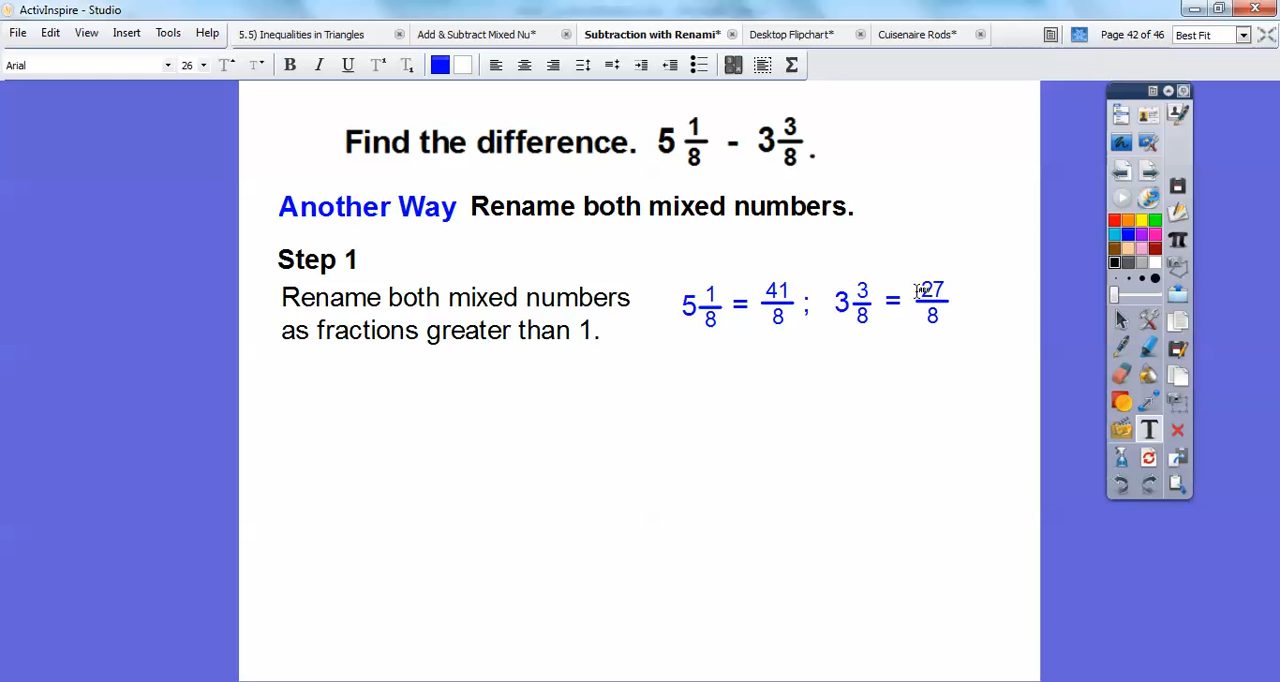 ActivInspire - Studio
File Edit View Insert Tools Help
5.5) Inequalities in Triangles
Add & Subtract Mixed Nu*
Subtraction with Renami*
Desktop Flipchart*
Cuisenaire Rods*
Page 42 of 46
Best Fit
Arial
26
Find the difference. 5 1/8 - 3 3/8 .
Another Way Rename both mixed numbers.
Step 1
Rename both mixed numbers
as fractions greater than 1.
5 1/8 = 41/8 ; 3 3/8 = 27/8